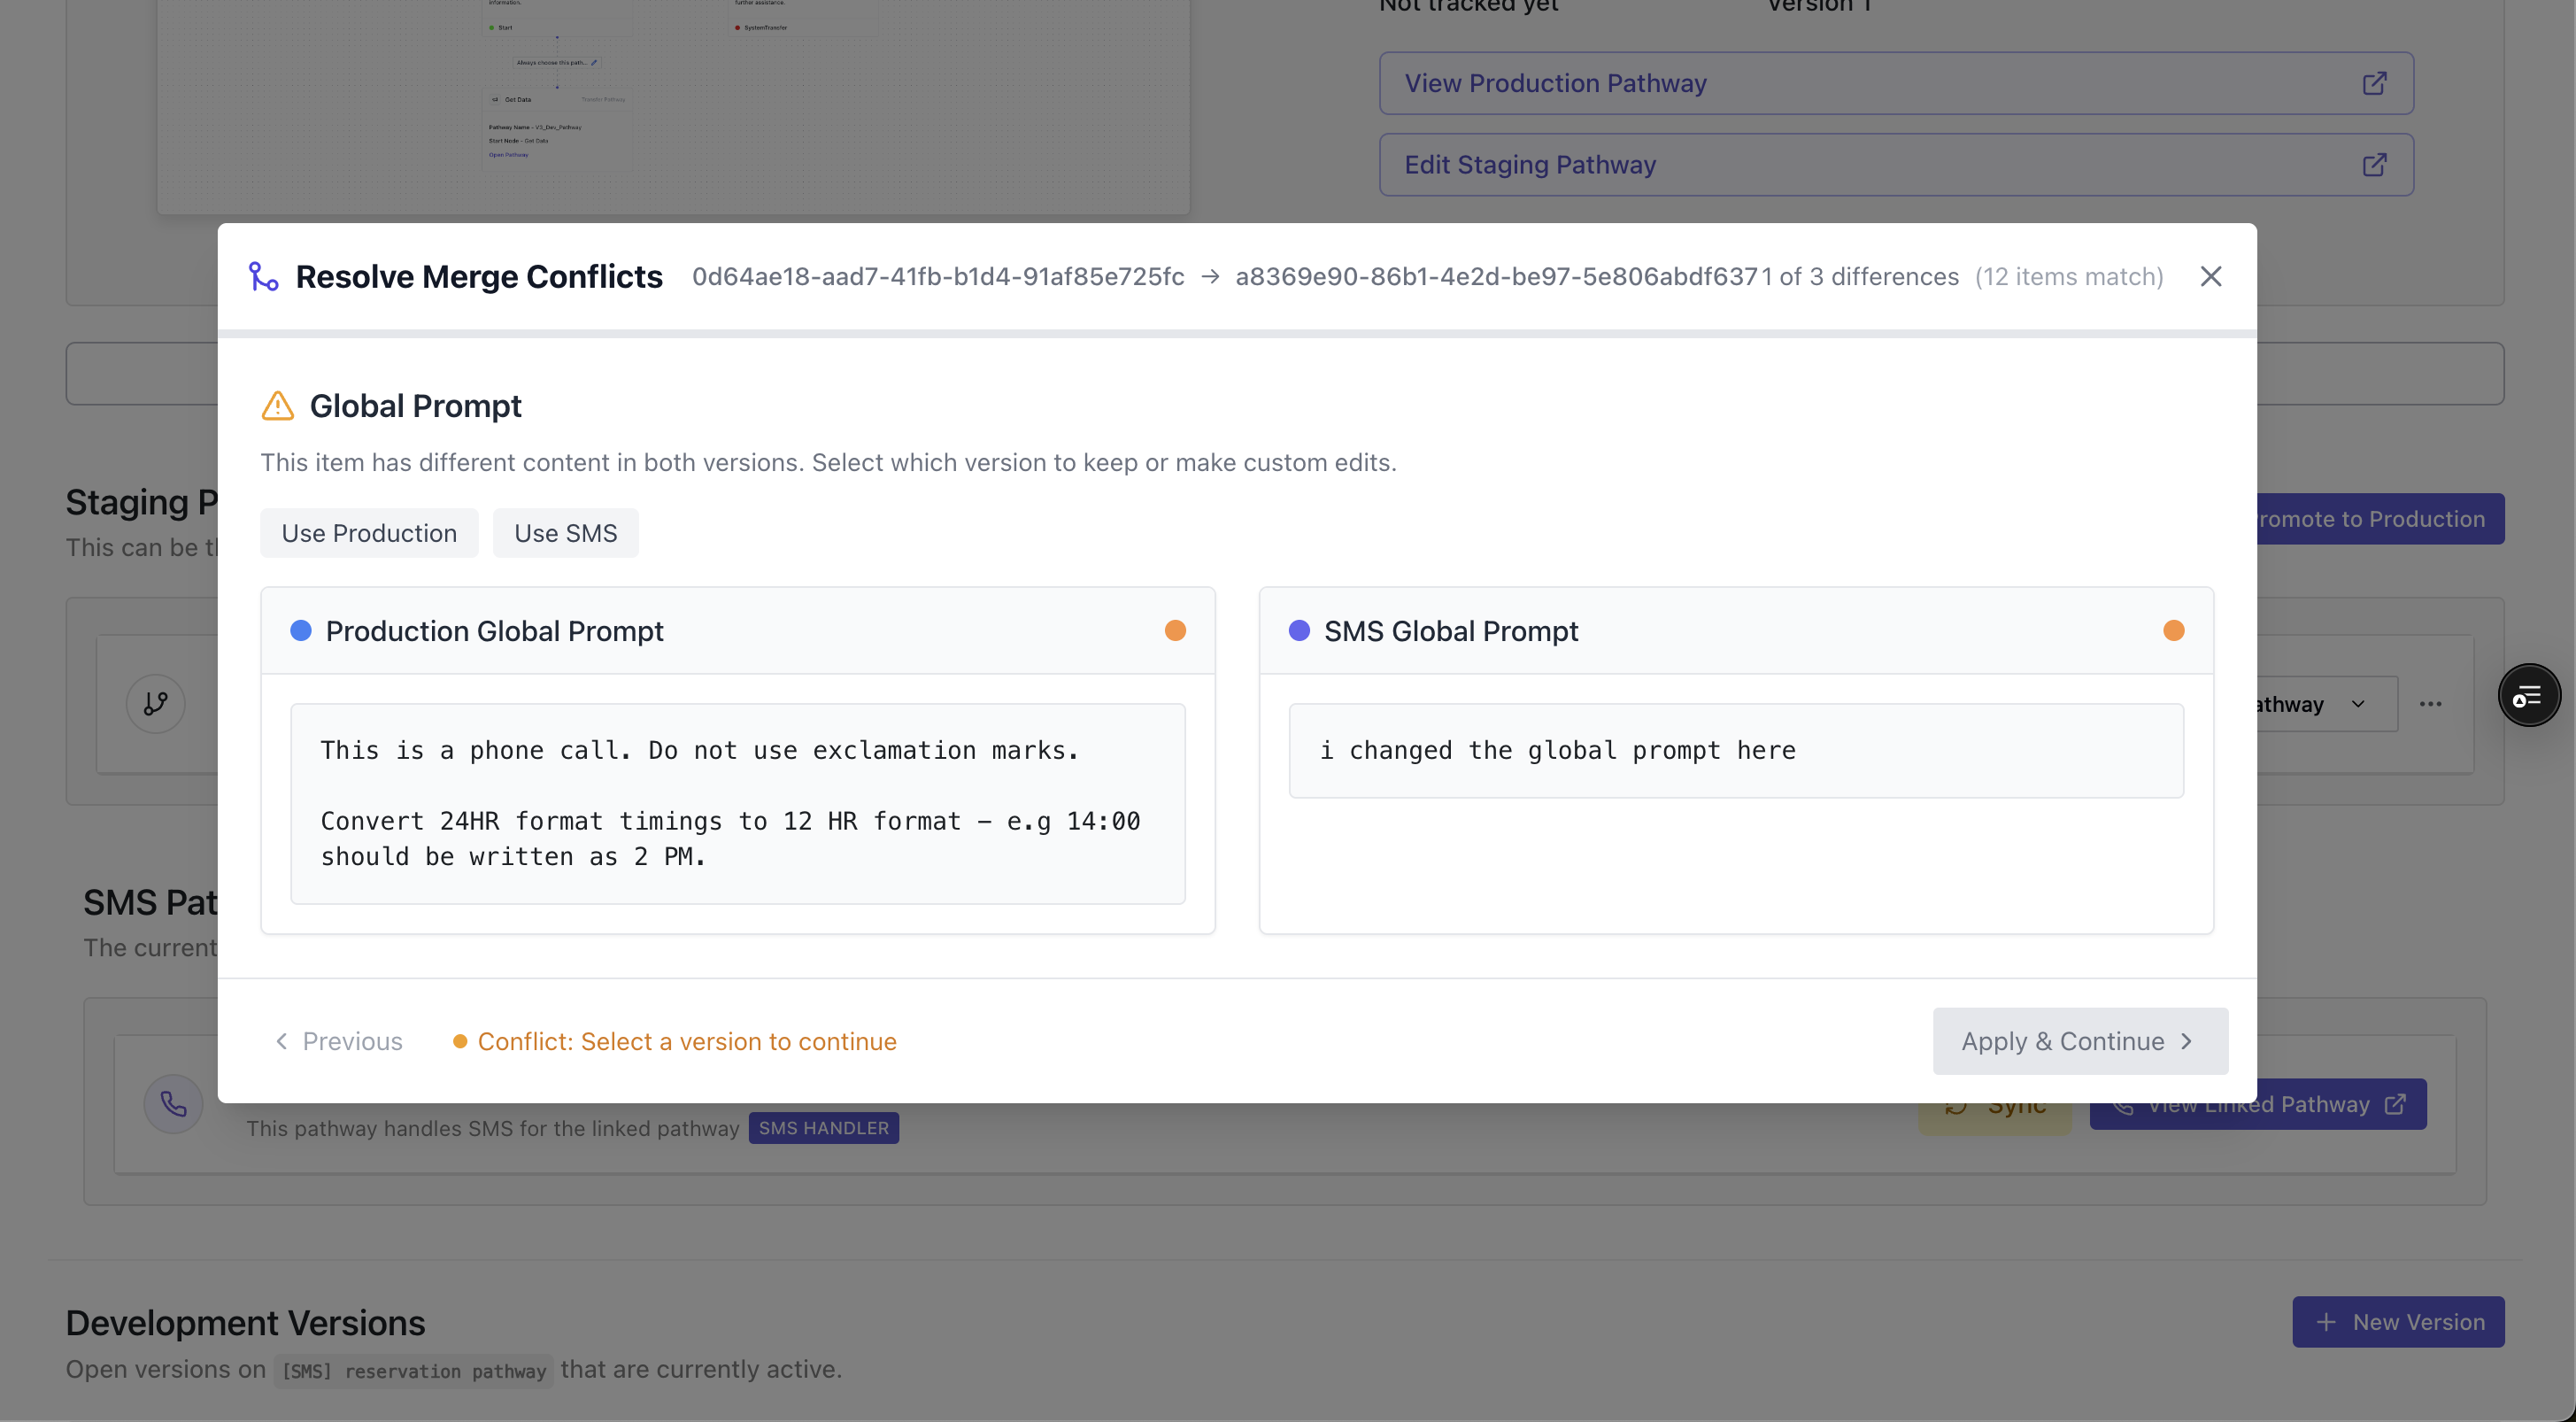 information.
further assistance.
Start
SystemTransfer
Always choose this path...
Get Data
Transfer Pathway
Pathway Name - V3_Dev_Pathway
Start Node - Get Data
Open Pathway
Not tracked yet
Version 1
View Production Pathway
Edit Staging Pathway
Resolve Merge Conflicts 0d64ae18-aad7-41fb-b1d4-91af85e725fc → a8369e90-86b1-4e2d-be97-5e806abdf637 1 of 3 differences (12 items match)
Global Prompt
This item has different content in both versions. Select which version to keep or make custom edits.
Use Production
Use SMS
Production Global Prompt
This is a phone call. Do not use exclamation marks.
Convert 24HR format timings to 12 HR format – e.g 14:00
should be written as 2 PM.
SMS Global Prompt
i changed the global prompt here
Previous
Conflict: Select a version to continue
Apply & Continue
Staging P
This can be t
romote to Production
athway
SMS Pat
The current
This pathway handles SMS for the linked pathway SMS HANDLER
Sync
View Linked Pathway
Development Versions
New Version
Open versions on [SMS] reservation pathway that are currently active.